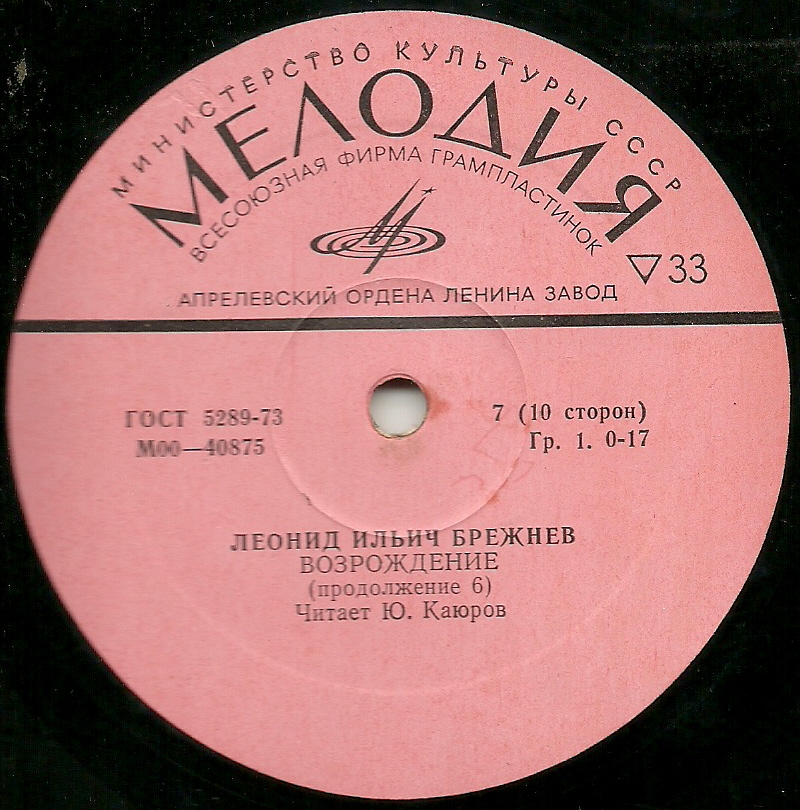 МИНИСТЕРСТВО КУЛЬТУРЫ СССР
МЕЛОДИЯ
ВСЕСОЮЗНАЯ ФИРМА ГРАМПЛАСТИНОК
33
АПРЕЛЕВСКИЙ ОРДЕНА ЛЕНИНА ЗАВОД
ГОСТ 5289-73
М00—40875
7 (10 сторон)
Гр. 1. 0-17
ЛЕОНИД ИЛЬИЧ БРЕЖНЕВ
ВОЗРОЖДЕНИЕ
(продолжение 6)
Читает Ю. Каюров